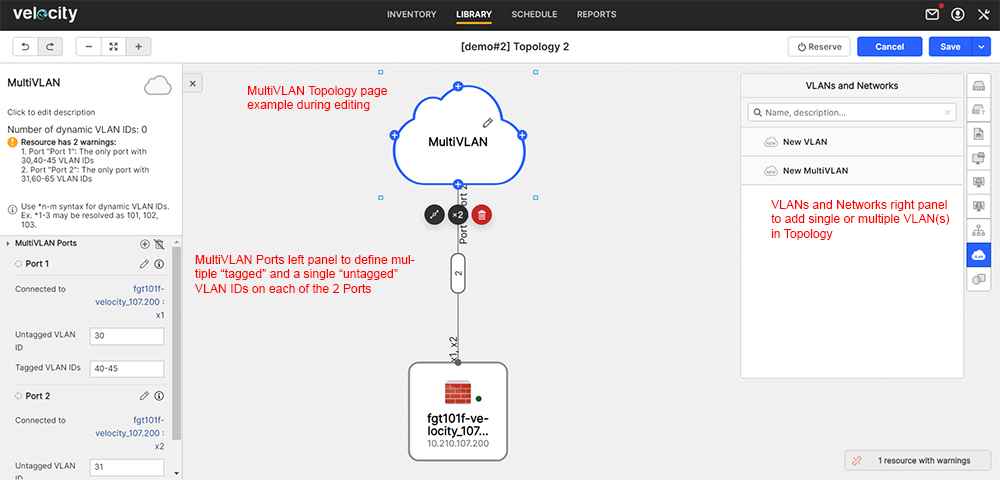 velocity
INVENTORY
LIBRARY
SCHEDULE
REPORTS
[demo#2] Topology 2
Reserve
Cancel
Save
MultiVLAN
Click to edit description
Number of dynamic VLAN IDs: 0
Resource has 2 warnings:
1. Port "Port 1": The only port with
30,40-45 VLAN IDs
2. Port "Port 2": The only port with
31,60-65 VLAN IDs
Use *n-m syntax for dynamic VLAN IDs.
Ex. *1-3 may be resolved as 101, 102,
103.
MultiVLAN Ports
Port 1
Connected to
fgt101f-
velocity_107.200 :
x1
Untagged VLAN
ID
30
Tagged VLAN IDs
40-45
Port 2
Connected to
fgt101f-
velocity_107.200 :
x2
Untagged VLAN
ID
31
MultiVLAN Topology page
example during editing
MultiVLAN
Port 2
×2
MultiVLAN Ports left panel to define mul-
tiple “tagged” and a single “untagged”
VLAN IDs on each of the 2 Ports
2
x1, x2
fgt101f-ve-
locity_107...
10.210.107.200
VLANs and Networks
Name, description...
NEW
New VLAN
NEW
New MultiVLAN
VLANs and Networks right panel
to add single or multiple VLAN(s)
in Topology
VLAN
1 resource with warnings